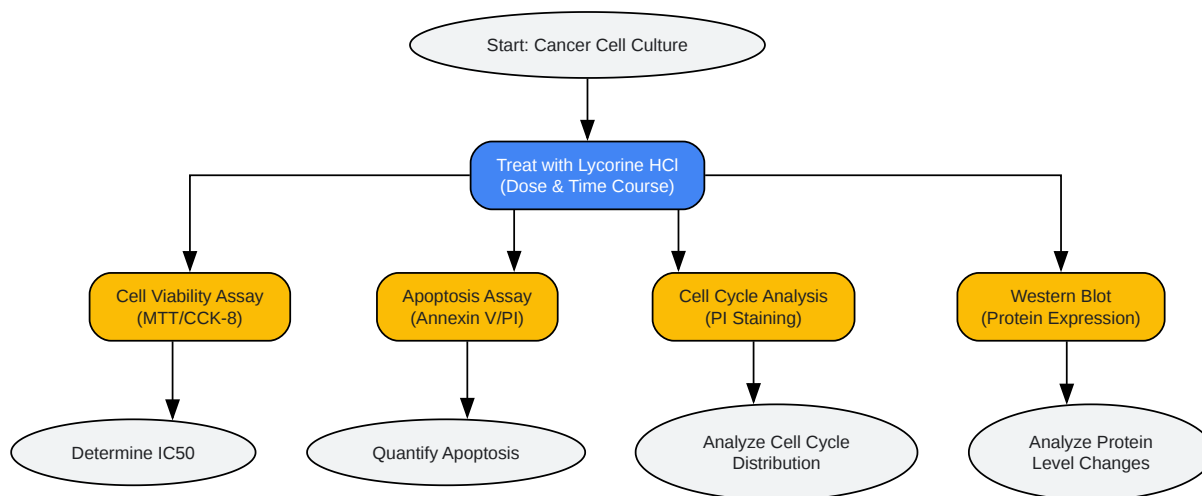 Start: Cancer Cell Culture
Treat with Lycorine HCl
(Dose & Time Course)
Cell Viability Assay
(MTT/CCK-8)
Apoptosis Assay
(Annexin V/PI)
Cell Cycle Analysis
(PI Staining)
Western Blot
(Protein Expression)
Determine IC50
Quantify Apoptosis
Analyze Cell Cycle
Distribution
Analyze Protein
Level Changes